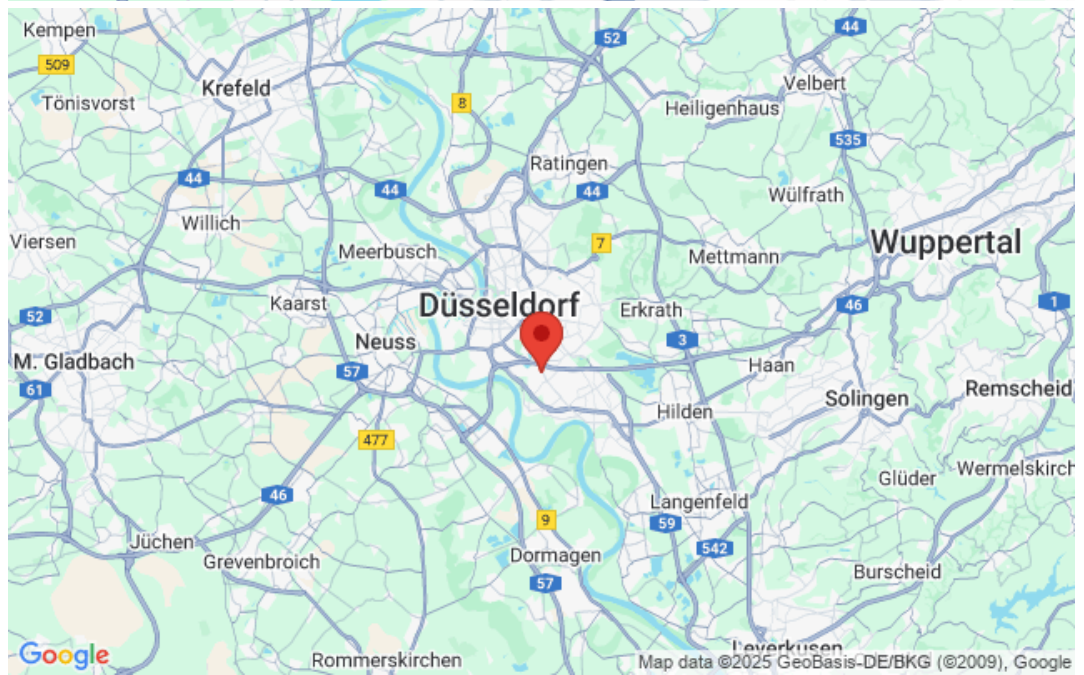 Kempen
52
44
509
Krefeld
Velbert
Tönisvorst
8
Heiligenhaus
535
Ratingen
44
44
44
Wülfrath
Willich
Viersen
Meerbusch
7
Mettmann
Wuppertal
Kaarst
Düsseldorf
Erkrath
46
1
52
Neuss
3
M. Gladbach
57
Haan
61
Remscheid
Hilden
Solingen
477
Wermelskirch
Glüder
46
Langenfeld
9
59
Jüchen
542
Grevenbroich
Dormagen
57
Burscheid
Leverkusen
Google
Rommerskirchen
Map data ©2025 GeoBasis-DE/BKG (©2009), Google